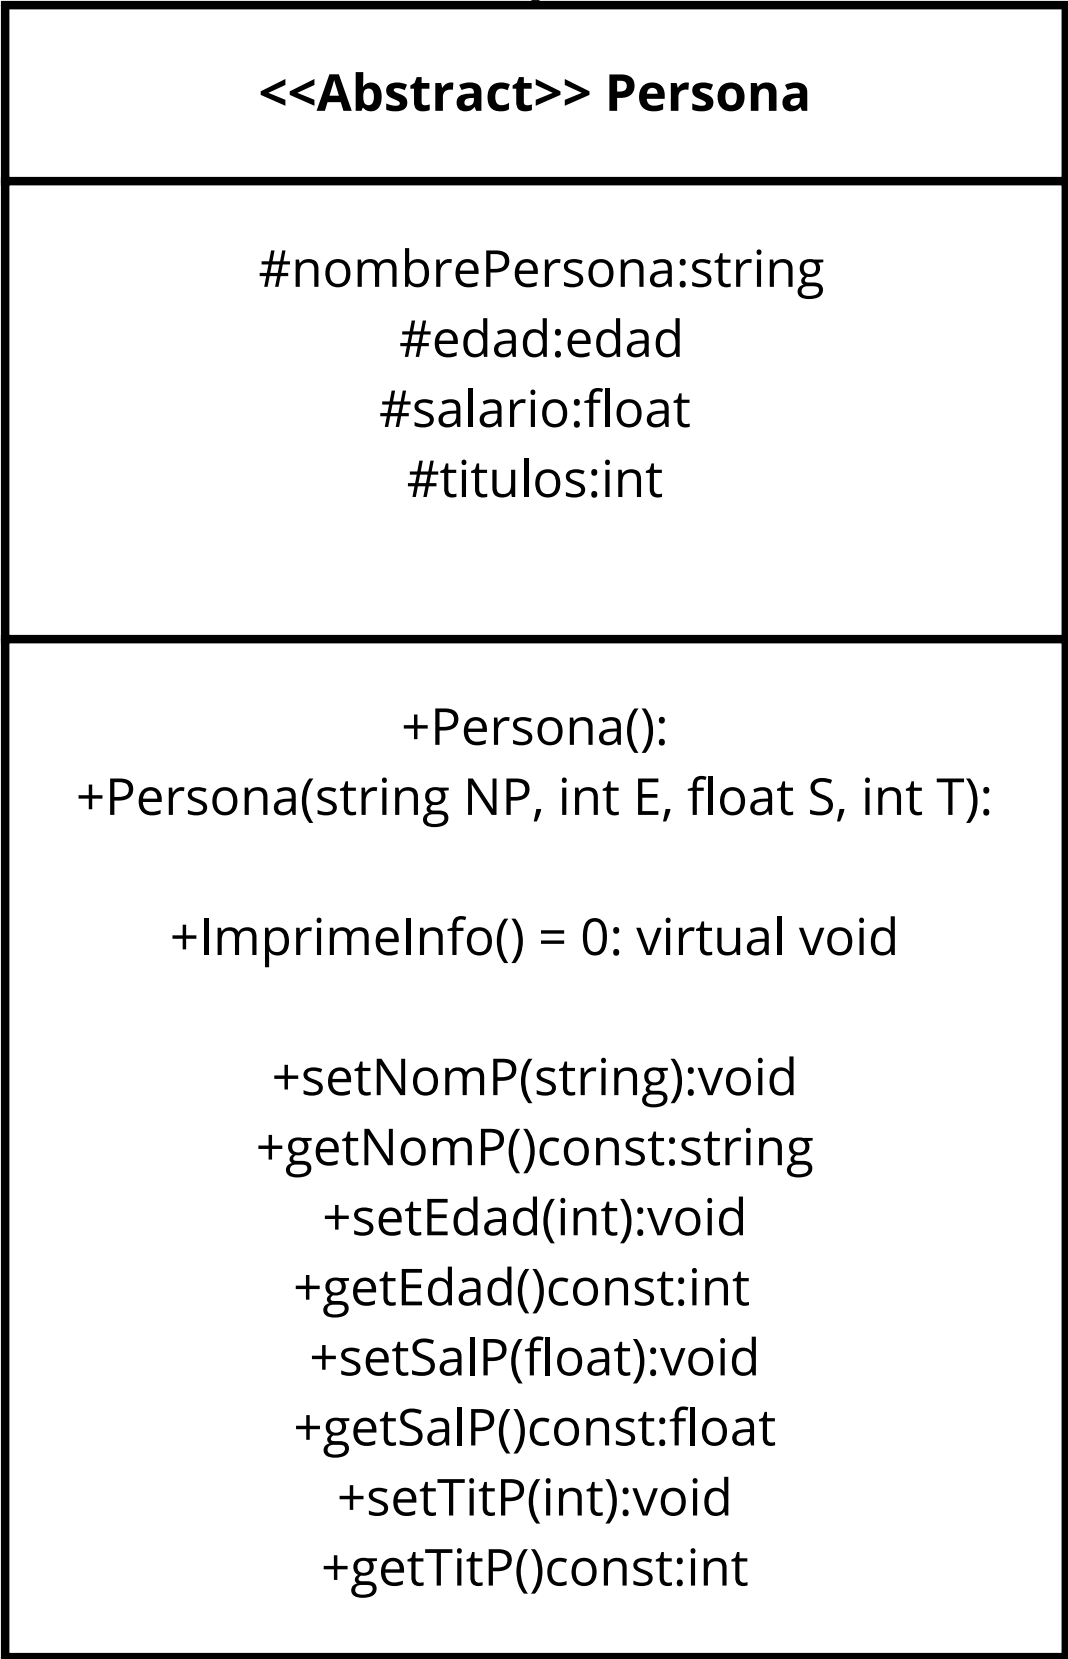 <<Abstract>> Persona
#nombrePersona:string
#edad:edad
#salario:float
#titulos:int
+Persona():
+Persona(string NP, int E, float S, int T):
+ImprimeInfo() = 0: virtual void
+setNomP(string):void
+getNomP()const:string
+setEdad(int):void
+getEdad()const:int
+setSalP(float):void
+getSalP()const:float
+setTitP(int):void
+getTitP()const:int